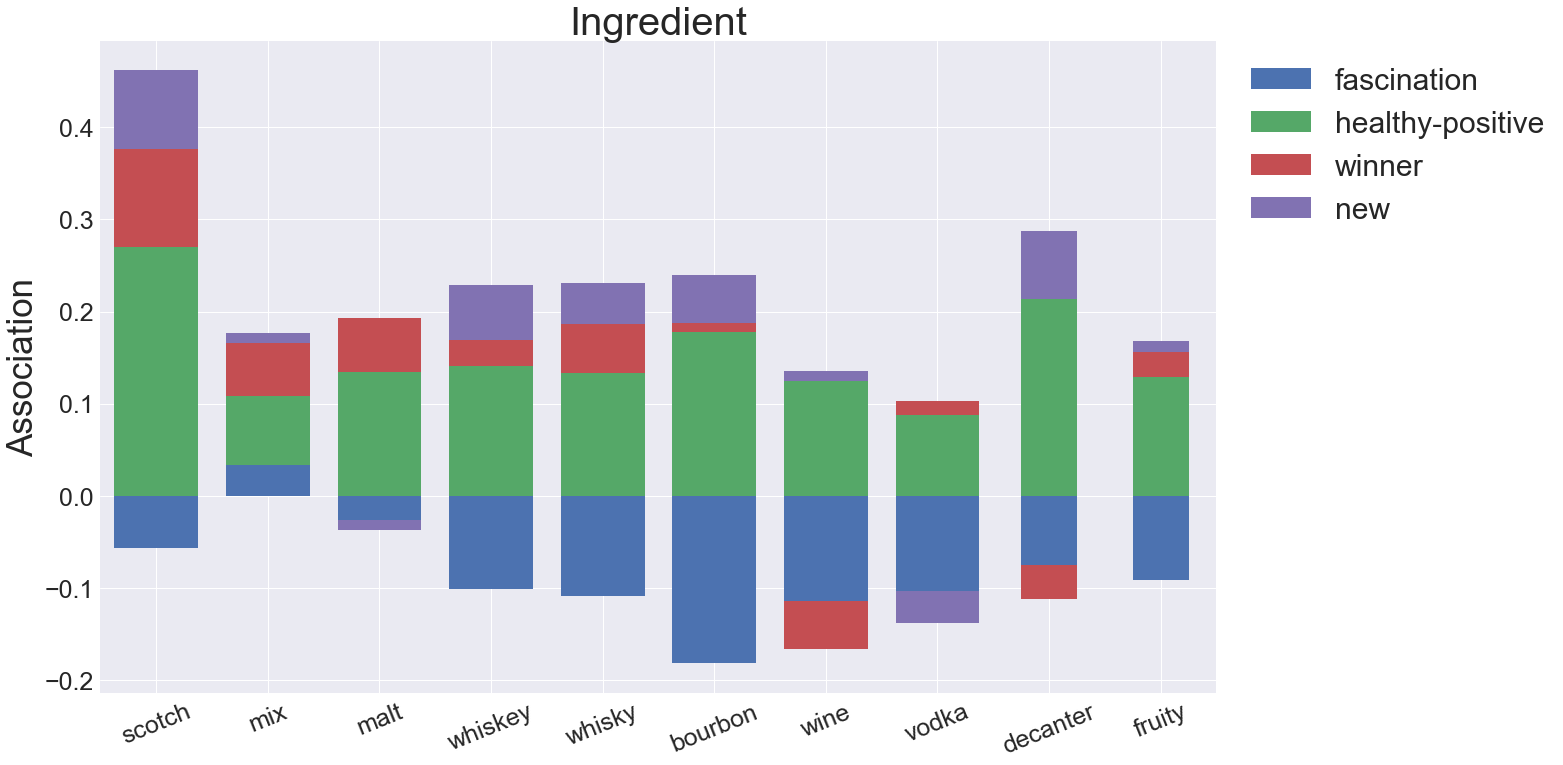 Ingredient
Association
0.4
0.3
0.2
0.1
0.0
−0.1
−0.2
scotch
mix
malt
whiskey
whisky
bourbon
wine
vodka
decanter
fruity
fascination
healthy-positive
winner
new